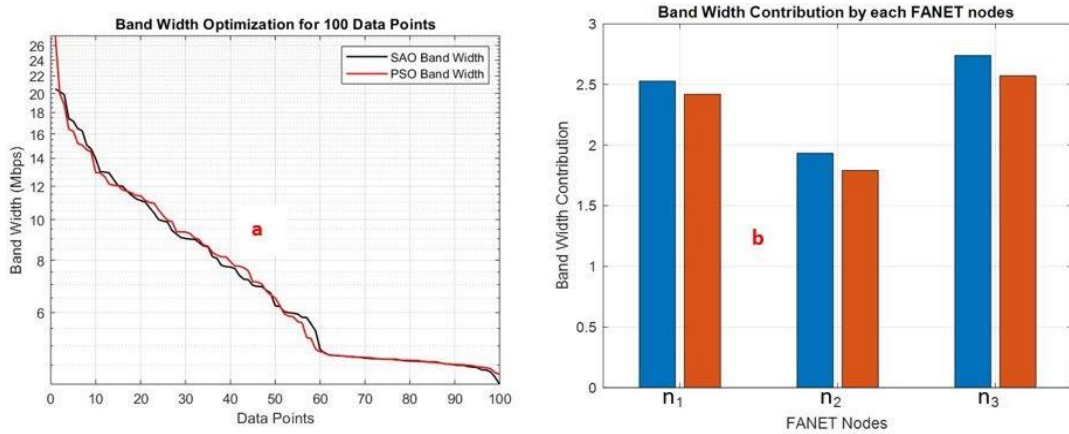 Band Width Optimization for 100 Data Points
26
24
22
20
18
16
14
12
10
8
6
Band Width (Mbps)
SAO Band Width
PSO Band Width
a
0 10 20 30 40 50 60 70 80 90 100
Data Points
Band Width Contribution by each FANET nodes
3
2.5
2
1.5
1
0.5
0
Band Width Contribution
b
n1 n2 n3
FANET Nodes